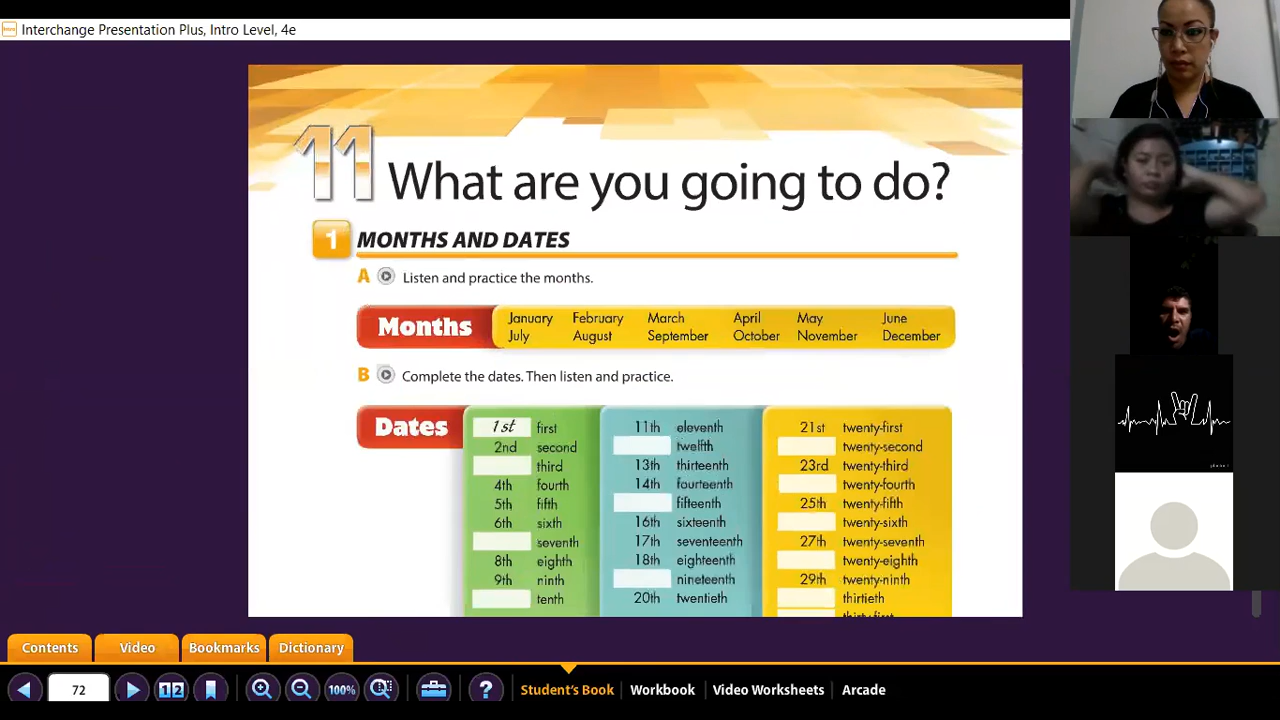 Interchange Presentation Plus, Intro Level, 4e
11 What are you going to do?
1 MONTHS AND DATES
A Listen and practice the months.
Months
January February March April May June
July August September October November December
B Complete the dates. Then listen and practice.
Dates
1st first 11th eleventh 21st twenty-first
2nd second twelfth twenty-second
third 13th thirteenth 23rd twenty-third
4th fourth 14th fourteenth twenty-fourth
5th fifth fifteenth 25th twenty-fifth
6th sixth 16th sixteenth twenty-sixth
seventh 17th seventeenth 27th twenty-seventh
8th eighth 18th eighteenth twenty-eighth
9th ninth nineteenth 29th twenty-ninth
tenth 20th twentieth thirtieth
thirty-first
Contents Video Bookmarks Dictionary
72 12 100% ? Student's Book Workbook Video Worksheets Arcade